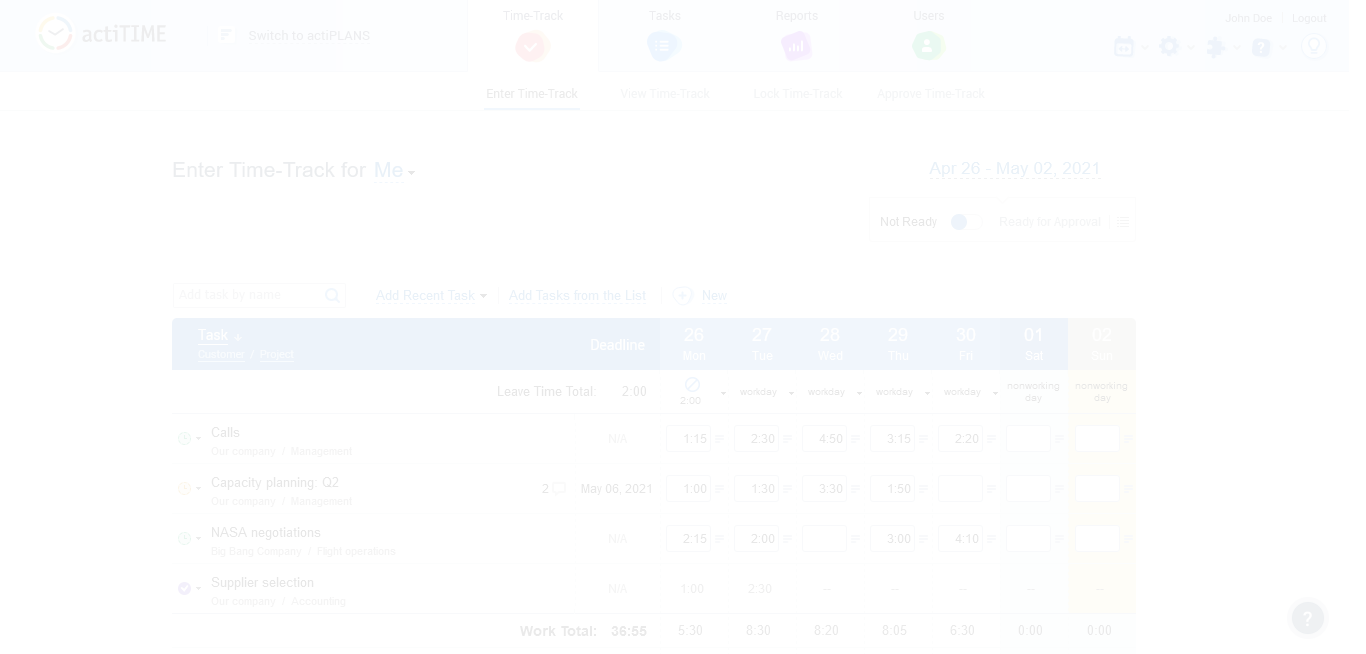 actiTIME
Switch to actiPLANS
Time-Track
Tasks
Reports
Users
John Doe | Logout
Enter Time-Track
View Time-Track
Lock Time-Track
Approve Time-Track
Enter Time-Track for Me
Apr 26 - May 02, 2021
Not Ready
Ready for Approval
Add task by name
Add Recent Task
Add Tasks from the List
New
Task Deadline 26 27 28 29 30 01 02
Customer / Project Mon Tue Wed Thu Fri Sat Sun
Leave Time Total: 2:00 2:00 workday workday workday workday nonworking day nonworking day
Calls N/A 1:15 2:30 4:50 3:15 2:20
Our company / Management
Capacity planning: Q2 2 May 06, 2021 1:00 1:30 3:30 1:50
Our company / Management
NASA negotiations N/A 2:15 2:00 3:00 4:10
Big Bang Company / Flight operations
Supplier selection N/A 1:00 2:30 – – – – –
Our company / Accounting
Work Total: 36:55 5:30 8:30 8:20 8:05 6:30 0:00 0:00
?